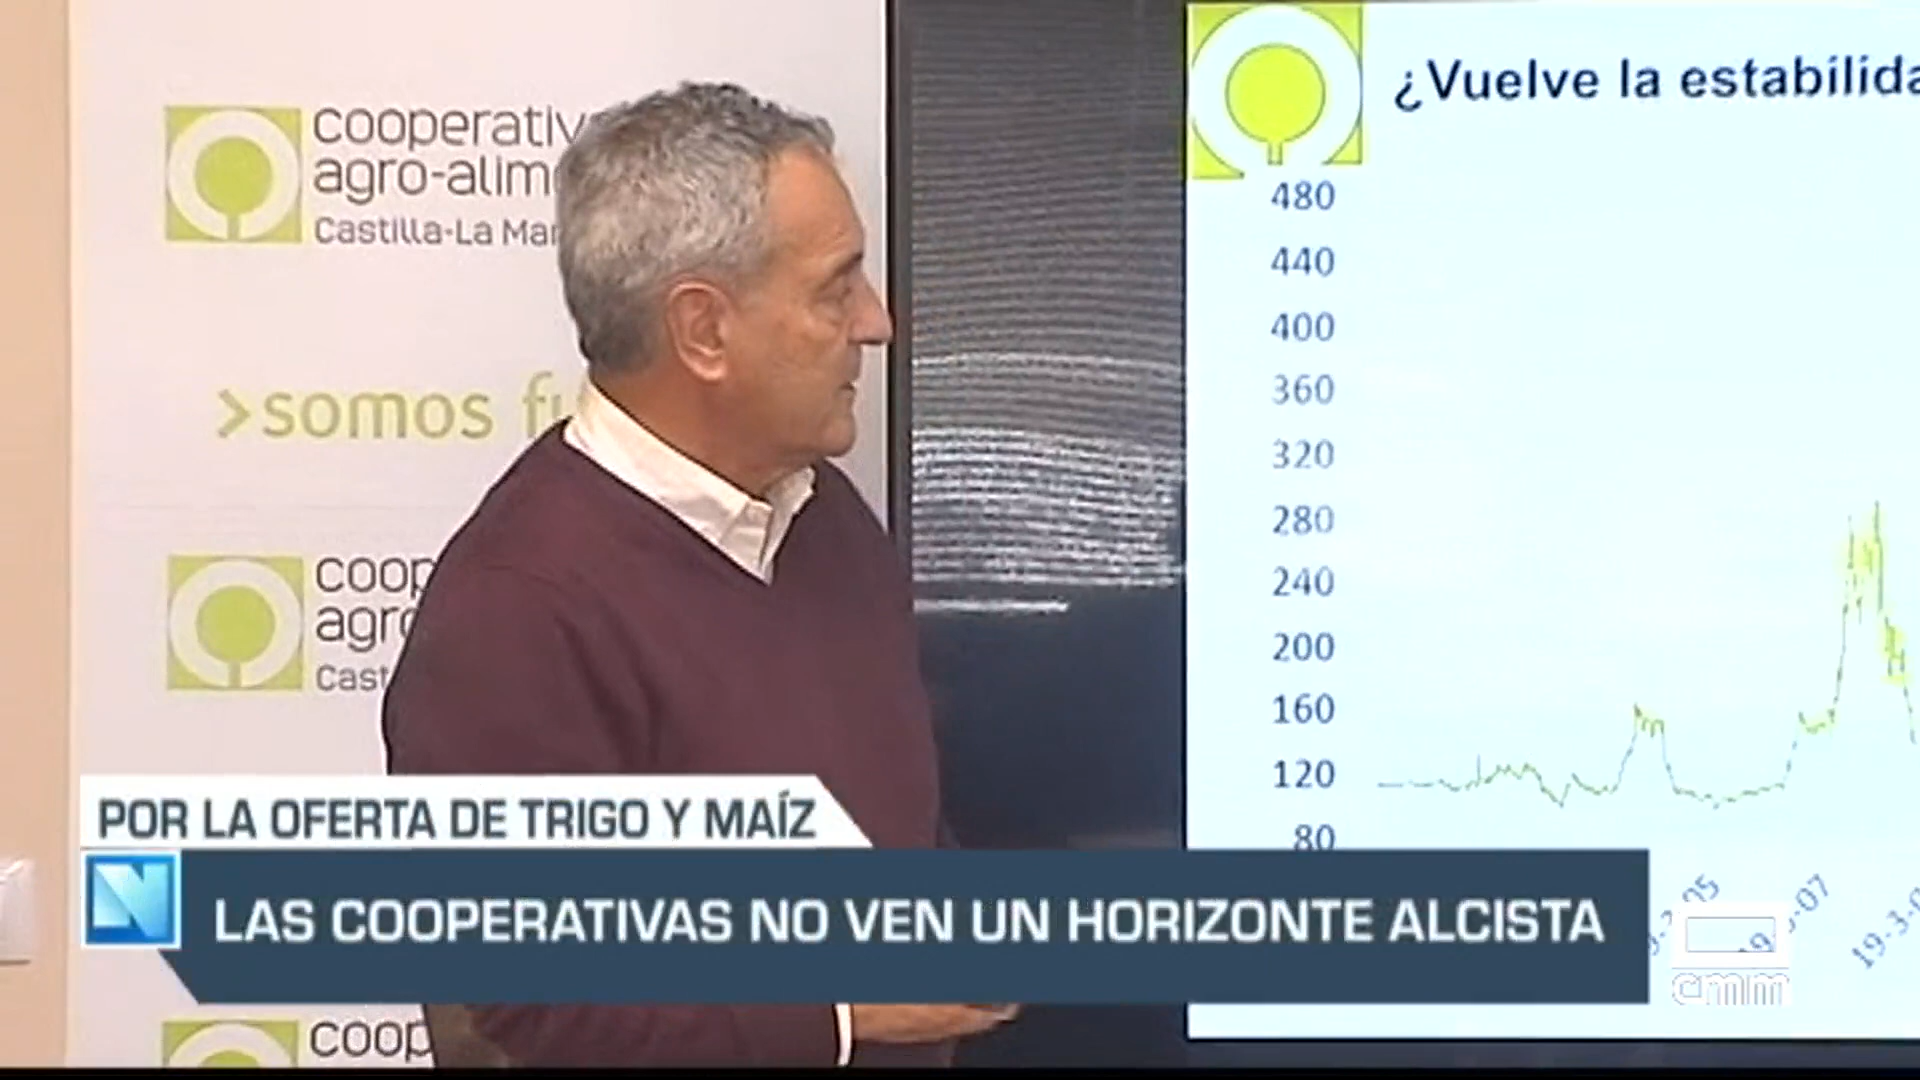 cooperativ
agro-alim
Castilla-La Man
>somos fu
coop
agro
Cast
coop
¿Vuelve la estabilida
480
440
400
360
320
280
240
200
160
120
80
POR LA OFERTA DE TRIGO Y MAÍZ
N LAS COOPERATIVAS NO VEN UN HORIZONTE ALCISTA
cmm